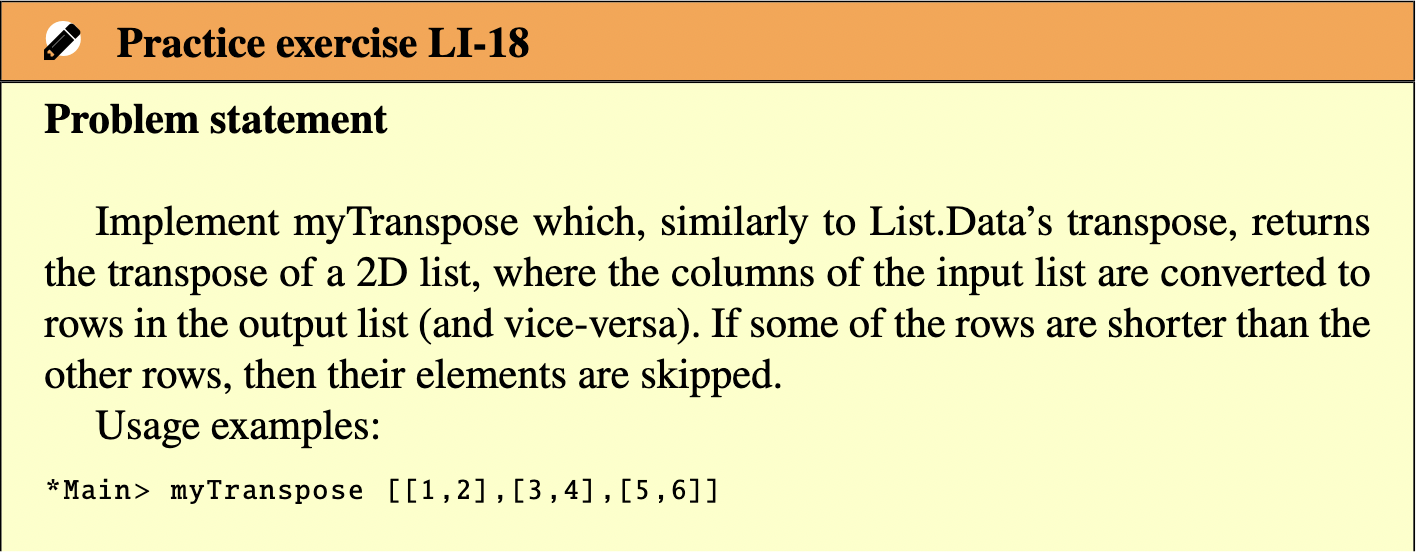 Practice exercise LI-18
Problem statement
Implement myTranspose which, similarly to List.Data’s transpose, returns
the transpose of a 2D list, where the columns of the input list are converted to
rows in the output list (and vice-versa). If some of the rows are shorter than the
other rows, then their elements are skipped.
Usage examples:
*Main> myTranspose [[1,2],[3,4],[5,6]]